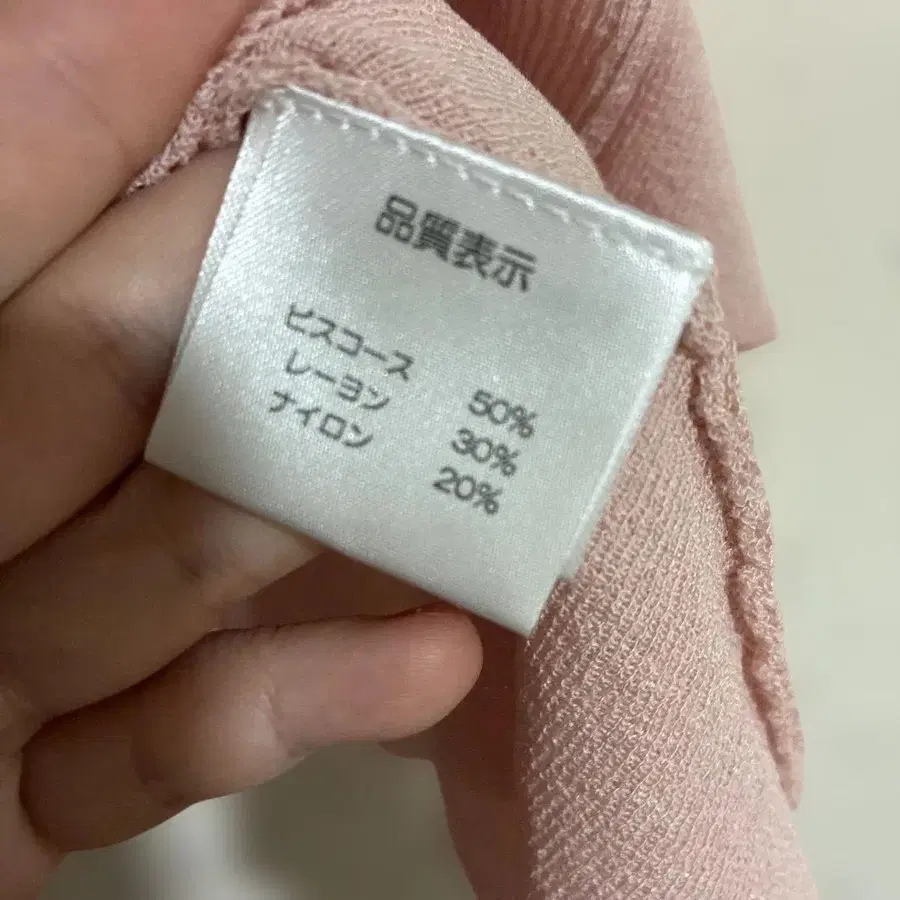 品質表示
ビスコース 50%
レーヨン 30%
ナイロン 20%